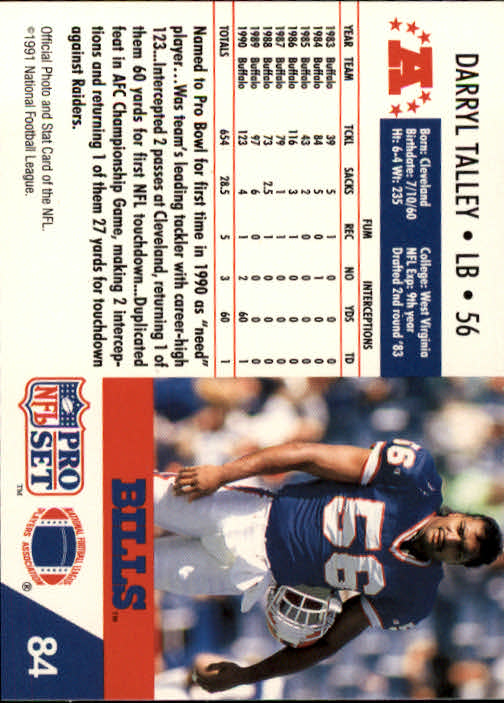 DARRYL TALLEY • LB • 56
A
Born: Cleveland
Birthdate: 7/10/60
Ht: 6-4 Wt: 235
College: West Virginia
NFL Exp: 9th year
Drafted 2nd round '83
FUM INTERCEPTIONS
YEAR TEAM TCKL SACKS REC NO YDS TD
1983 Buffalo 39 5 1 0 0 0
1984 Buffalo 84 5 0 1 0 0
1985 Buffalo 43 2 0 0 0 0
1986 Buffalo 116 3 1 0 0 0
1987 Buffalo 79 1 1 0 0 0
1988 Buffalo 73 2.5 1 0 0 0
1989 Buffalo 97 6 0 0 0 0
1990 Buffalo 123 4 1 2 60 1
TOTALS 654 28.5 5 3 60 1
Named to Pro Bowl for first time in 1990 as "need"
player....Was team's leading tackler with career-high
123...Intercepted 2 passes at Cleveland, returning 1 of
them 60 yards for first NFL touchdown...Duplicated
feat in AFC Championship Game, making 2 intercep-
tions and returning 1 of them 27 yards for touchdown
against Raiders.
Official Photo and Stat Card of the NFL.
©1991 National Football League.
56
56
BILLS™
PRO
NFL
SET
™
NATIONAL FOOTBALL LEAGUE
PLAYERS ASSOCIATION
®
84